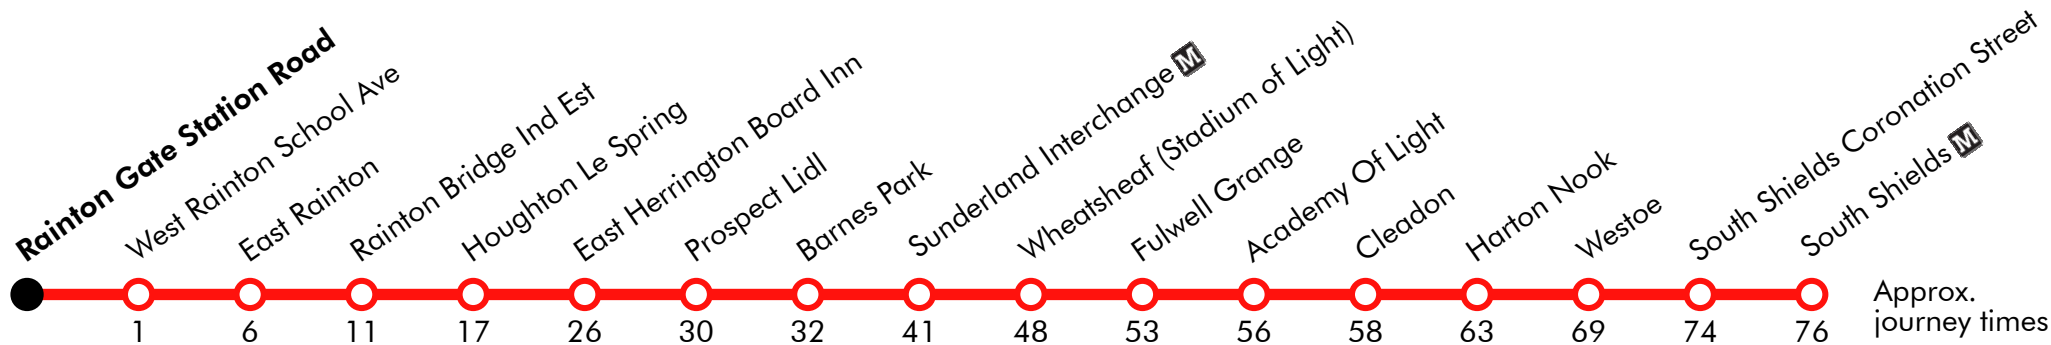 Rainton Gate Station Road
West Rainton School Ave
East Rainton
Rainton Bridge Ind Est
Houghton Le Spring
East Herrington Board Inn
Prospect Lidl
Barnes Park
Sunderland Interchange M
Wheatsheaf (Stadium of Light)
Fulwell Grange
Academy Of Light
Cleadon
Harton Nook
Westoe
South Shields Coronation Street
South Shields M
1 6 11 17 26 30 32 41 48 53 56 58 63 69 74 76
Approx.
journey times